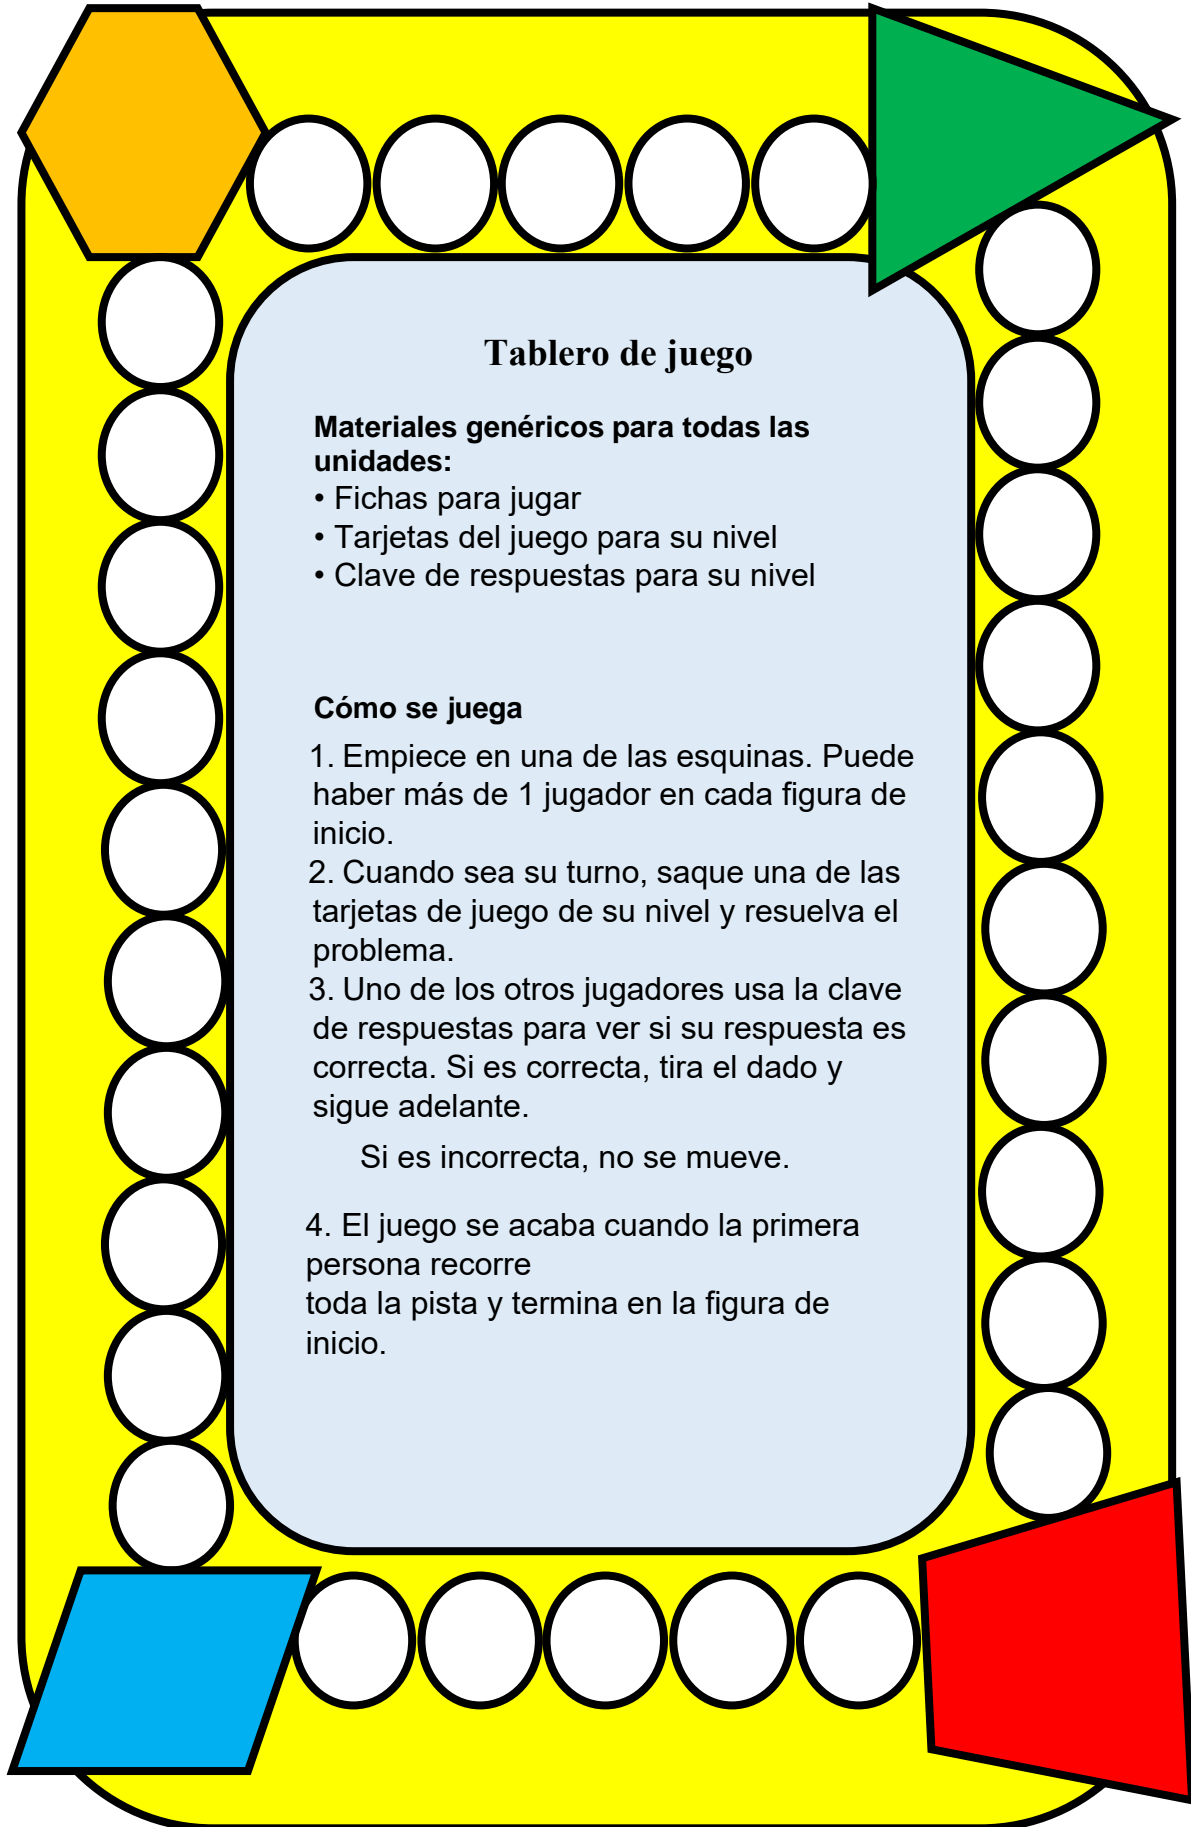 Tablero de juego
Materiales genéricos para todas las
unidades:
• Fichas para jugar
• Tarjetas del juego para su nivel
• Clave de respuestas para su nivel
Cómo se juega
1. Empiece en una de las esquinas. Puede
haber más de 1 jugador en cada figura de
inicio.
2. Cuando sea su turno, saque una de las
tarjetas de juego de su nivel y resuelva el
problema.
3. Uno de los otros jugadores usa la clave
de respuestas para ver si su respuesta es
correcta. Si es correcta, tira el dado y
sigue adelante.
Si es incorrecta, no se mueve.
4. El juego se acaba cuando la primera
persona recorre
toda la pista y termina en la figura de
inicio.